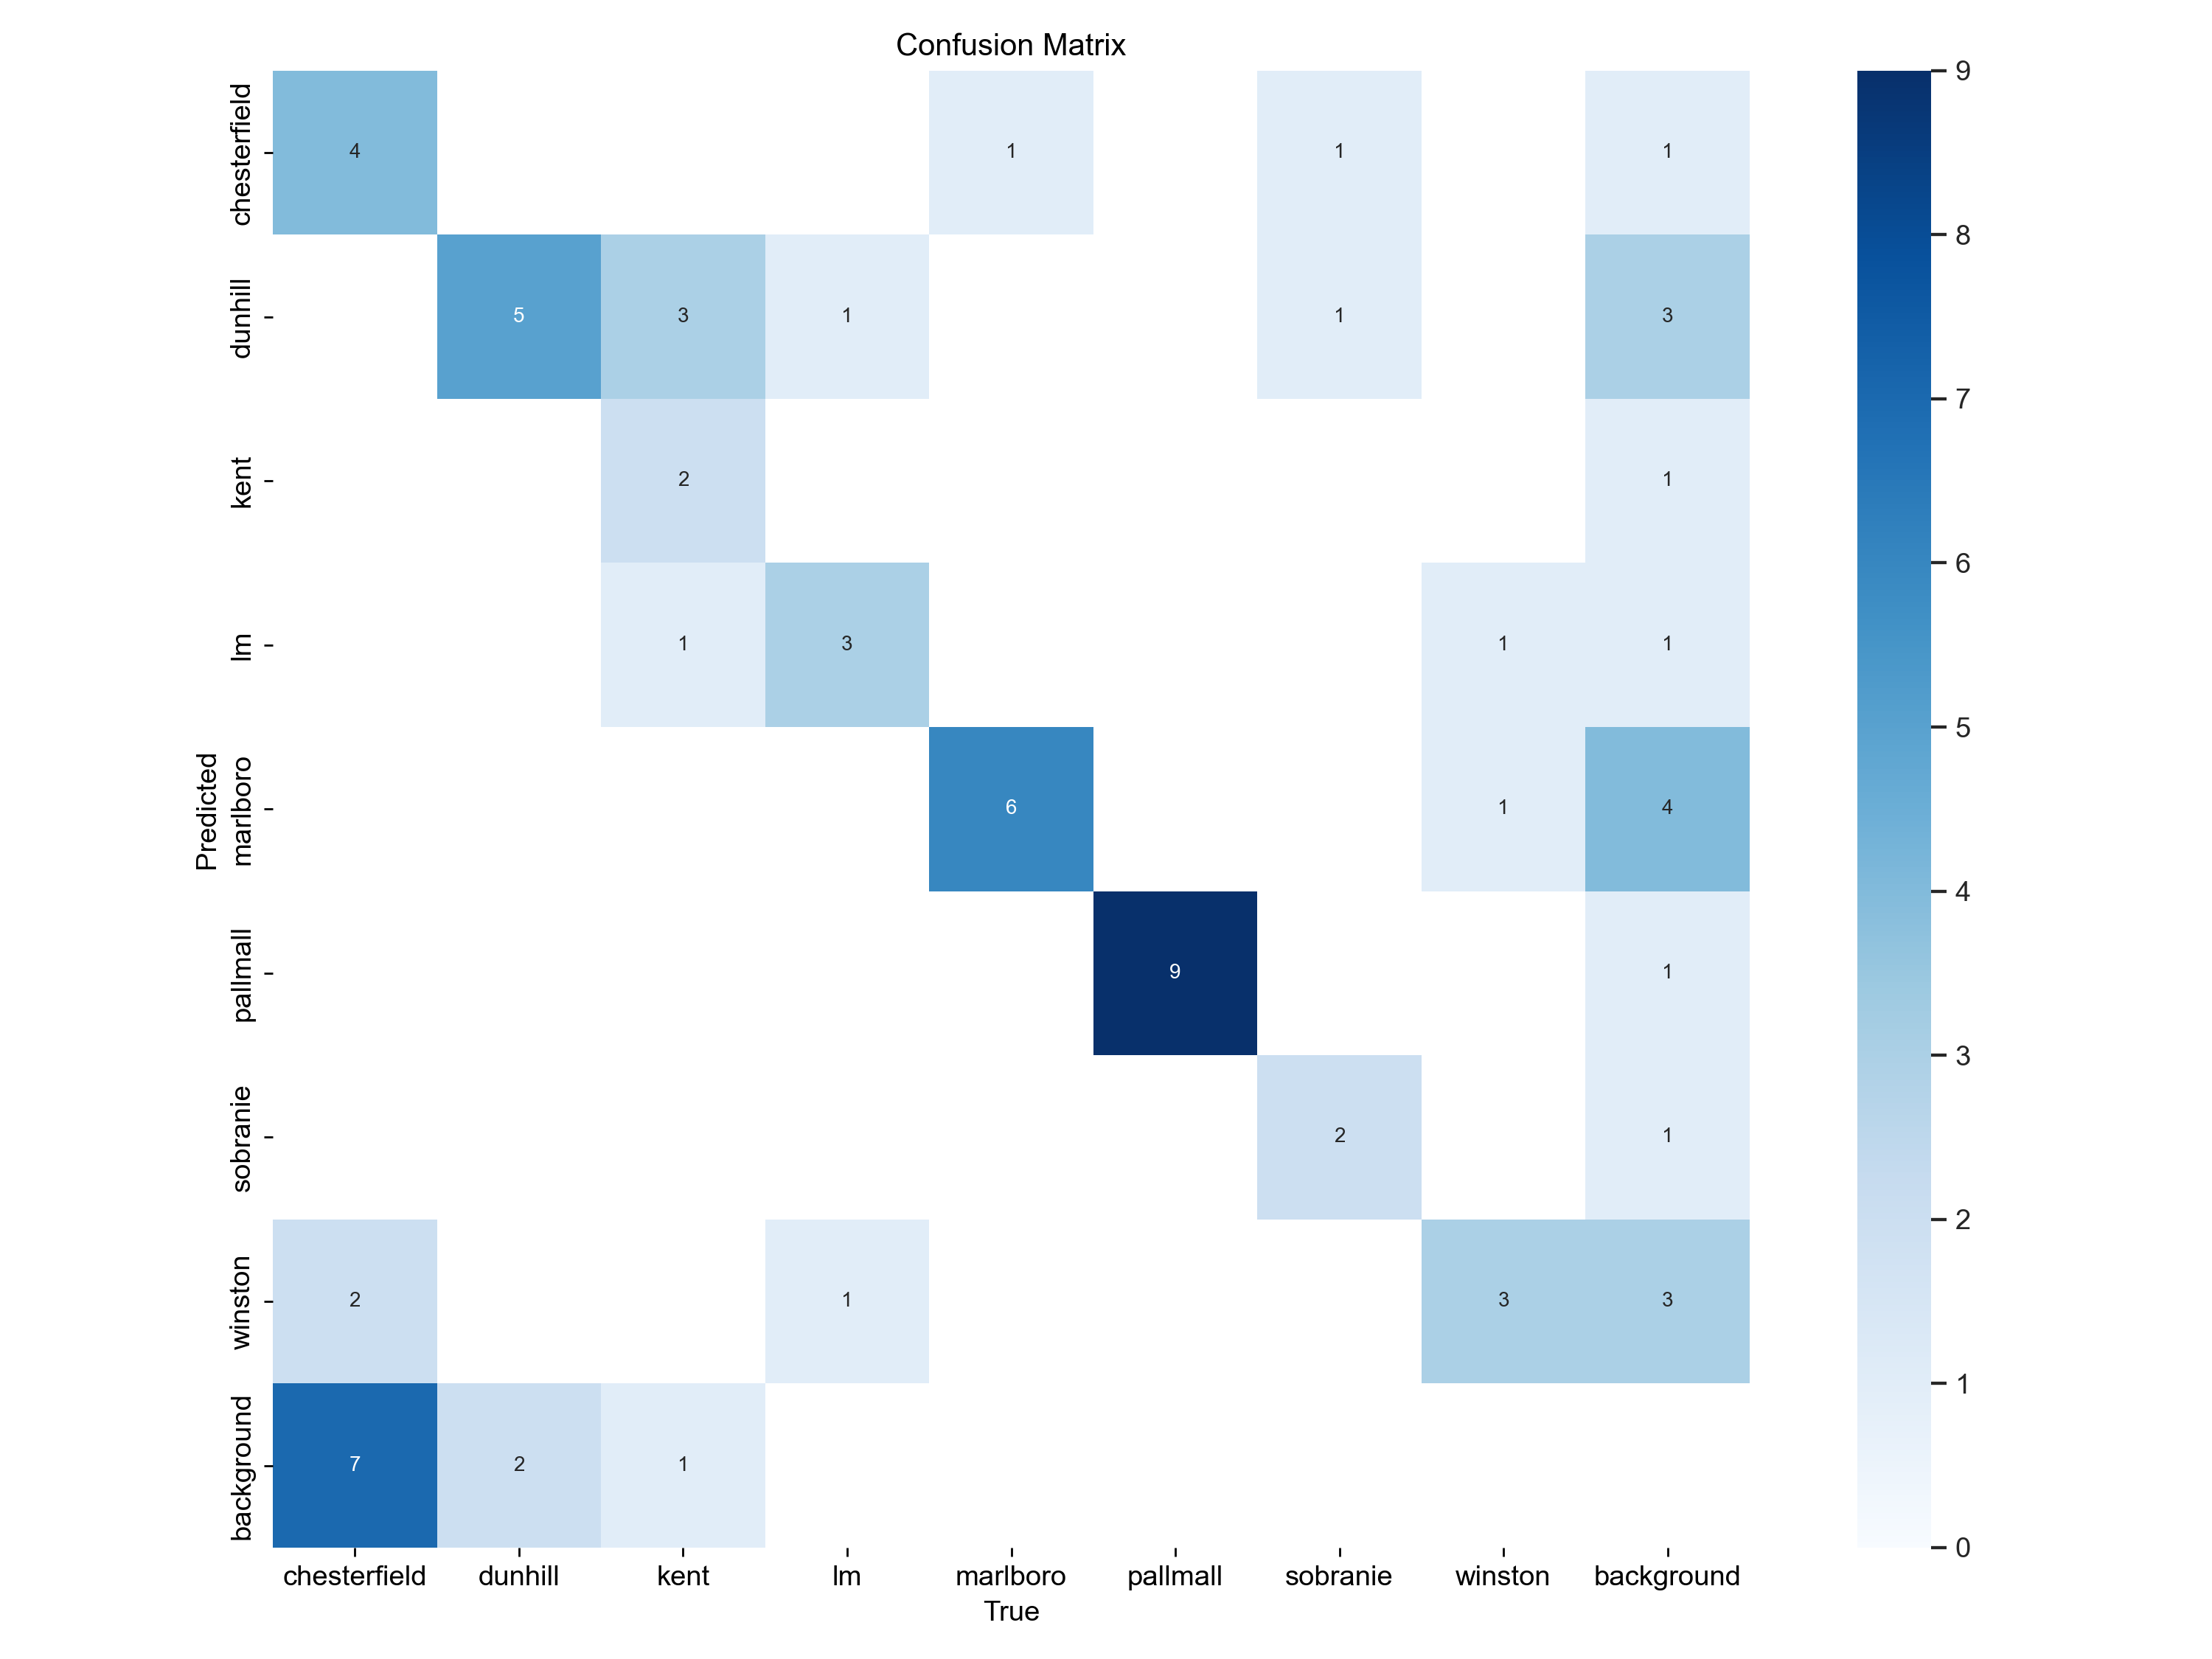 Confusion Matrix
chesterfield 4 1 1 1
dunhill 5 3 1 1 3
kent 2 1
lm 1 3 1 1
marlboro 6 1 4
pallmall 9 1
sobranie 2 1
winston 2 1 3 3
background 7 2 1
Predicted
chesterfield dunhill kent lm marlboro pallmall sobranie winston background
True
9
8
7
6
5
4
3
2
1
0